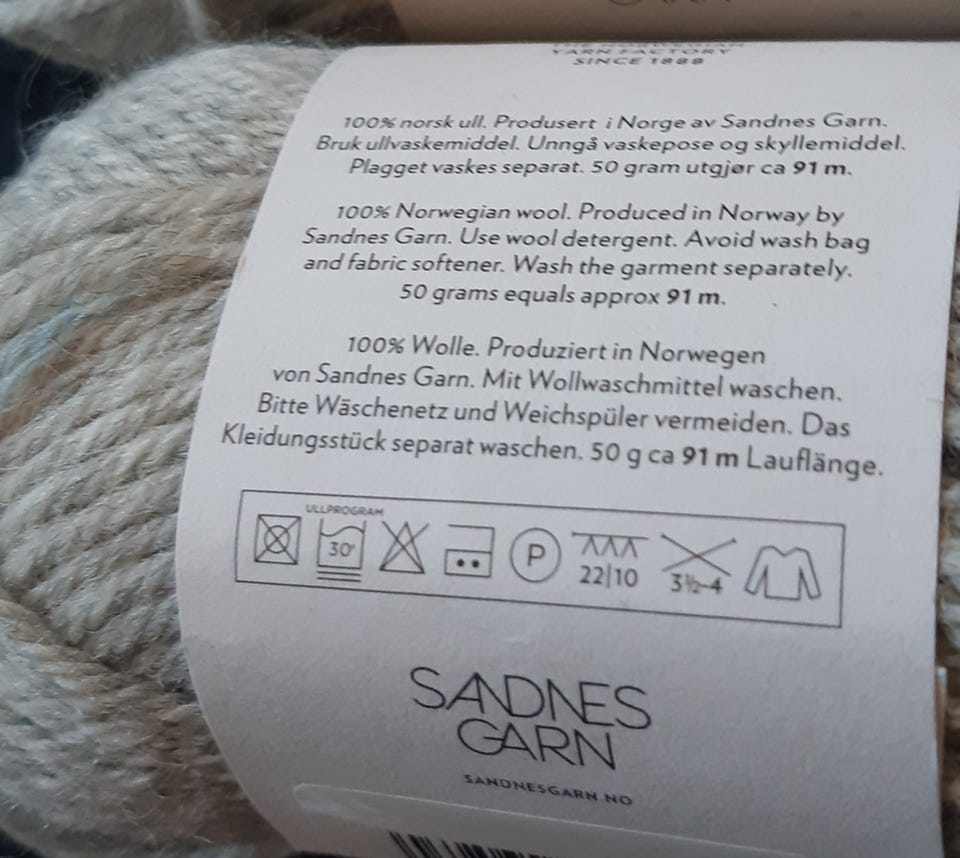 GARN
THE NORWEGIAN
YARN FACTORY
SINCE 1888
100% norsk ull. Produsert i Norge av Sandnes Garn.
Bruk ullvaskemiddel. Unngå vaskepose og skyllemiddel.
Plagget vaskes separat. 50 gram utgjør ca 91 m.
100% Norwegian wool. Produced in Norway by
Sandnes Garn. Use wool detergent. Avoid wash bag
and fabric softener. Wash the garment separately.
50 grams equals approx 91 m.
100% Wolle. Produziert in Norwegen
von Sandnes Garn. Mit Wollwaschmittel waschen.
Bitte Wäschenetz und Weichspüler vermeiden. Das
Kleidungsstück separat waschen. 50 g ca 91 m Lauflänge.
ULLPROGRAM
30° P 22|10 3½-4
SANDNES
GARN
SANDNESGARN.NO